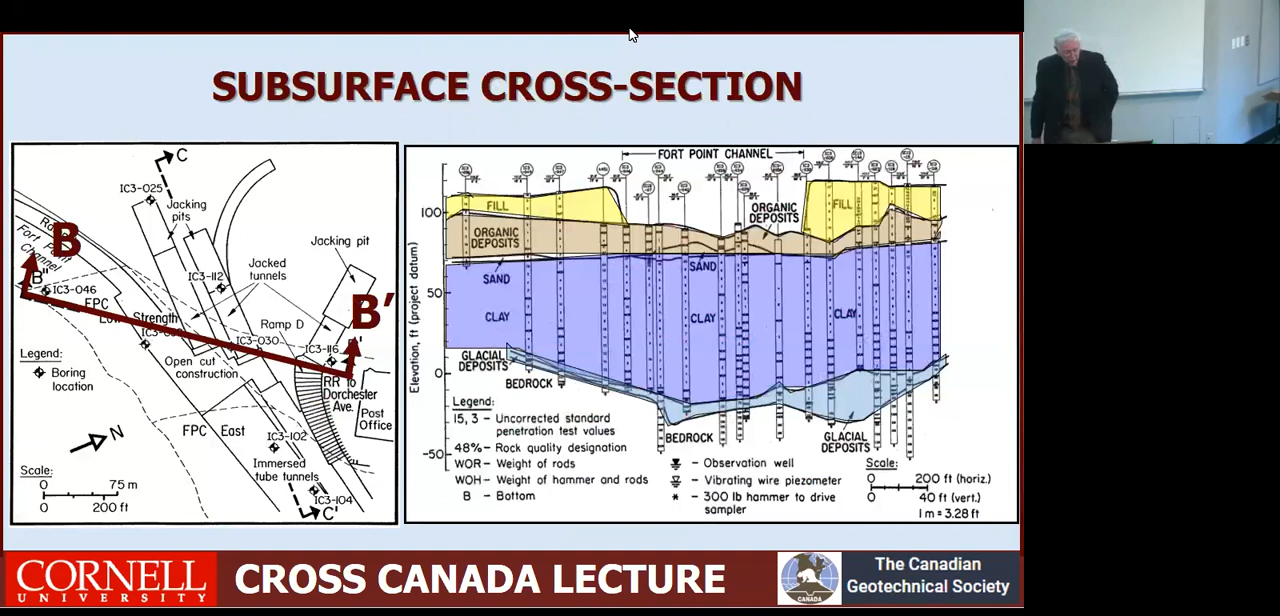 SUBSURFACE CROSS-SECTION
C
IC3-025
Jacking
pits
B
Fort Point
Channel
B"
IC3-046
FPC
IC3-112
Jacked
tunnels
Jacking pit
B'
Strength
Ramp D
IC3-030
IC3-116
Open cut
construction
Legend:
Boring
location
RR to
Dorchester
Ave.
Post
Office
N
FPC East
IC3-102
Immersed
tube tunnels
IC3-104
C'
Scale:
0 75 m
0 200 ft
FORT POINT CHANNEL
Elevation, ft (project datum)
100
50
0
-50
FILL
ORGANIC
DEPOSITS
SAND
CLAY
GLACIAL
DEPOSITS
BEDROCK
ORGANIC
DEPOSITS
SAND
CLAY
FILL
CLAY
BEDROCK
GLACIAL
DEPOSITS
Legend:
15, 3 - Uncorrected standard
penetration test values
48% - Rock quality designation
WOR - Weight of rods
WOH - Weight of hammer and rods
B - Bottom
- Observation well
- Vibrating wire piezometer
* - 300 lb hammer to drive
sampler
Scale:
0 200 ft (horiz.)
0 40 ft (vert.)
1 m = 3.28 ft
CORNELL
UNIVERSITY
CROSS CANADA LECTURE
CANADA
The Canadian
Geotechnical Society